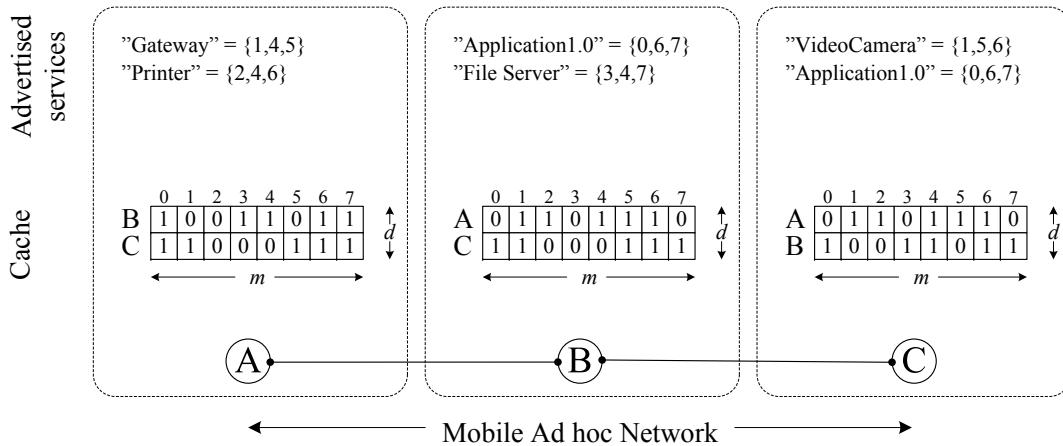 Advertised
services
”Gateway” = {1,4,5}
”Printer” = {2,4,6}
”Application1.0” = {0,6,7}
”File Server” = {3,4,7}
”VideoCamera” = {1,5,6}
”Application1.0” = {0,6,7}
Cache
0 1 2 3 4 5 6 7
B 1 0 0 1 1 0 1 1
C 1 1 0 0 0 1 1 1
d
m
0 1 2 3 4 5 6 7
A 0 1 1 0 1 1 1 0
C 1 1 0 0 0 1 1 1
d
m
0 1 2 3 4 5 6 7
A 0 1 1 0 1 1 1 0
B 1 0 0 1 1 0 1 1
d
m
A
B
C
Mobile Ad hoc Network